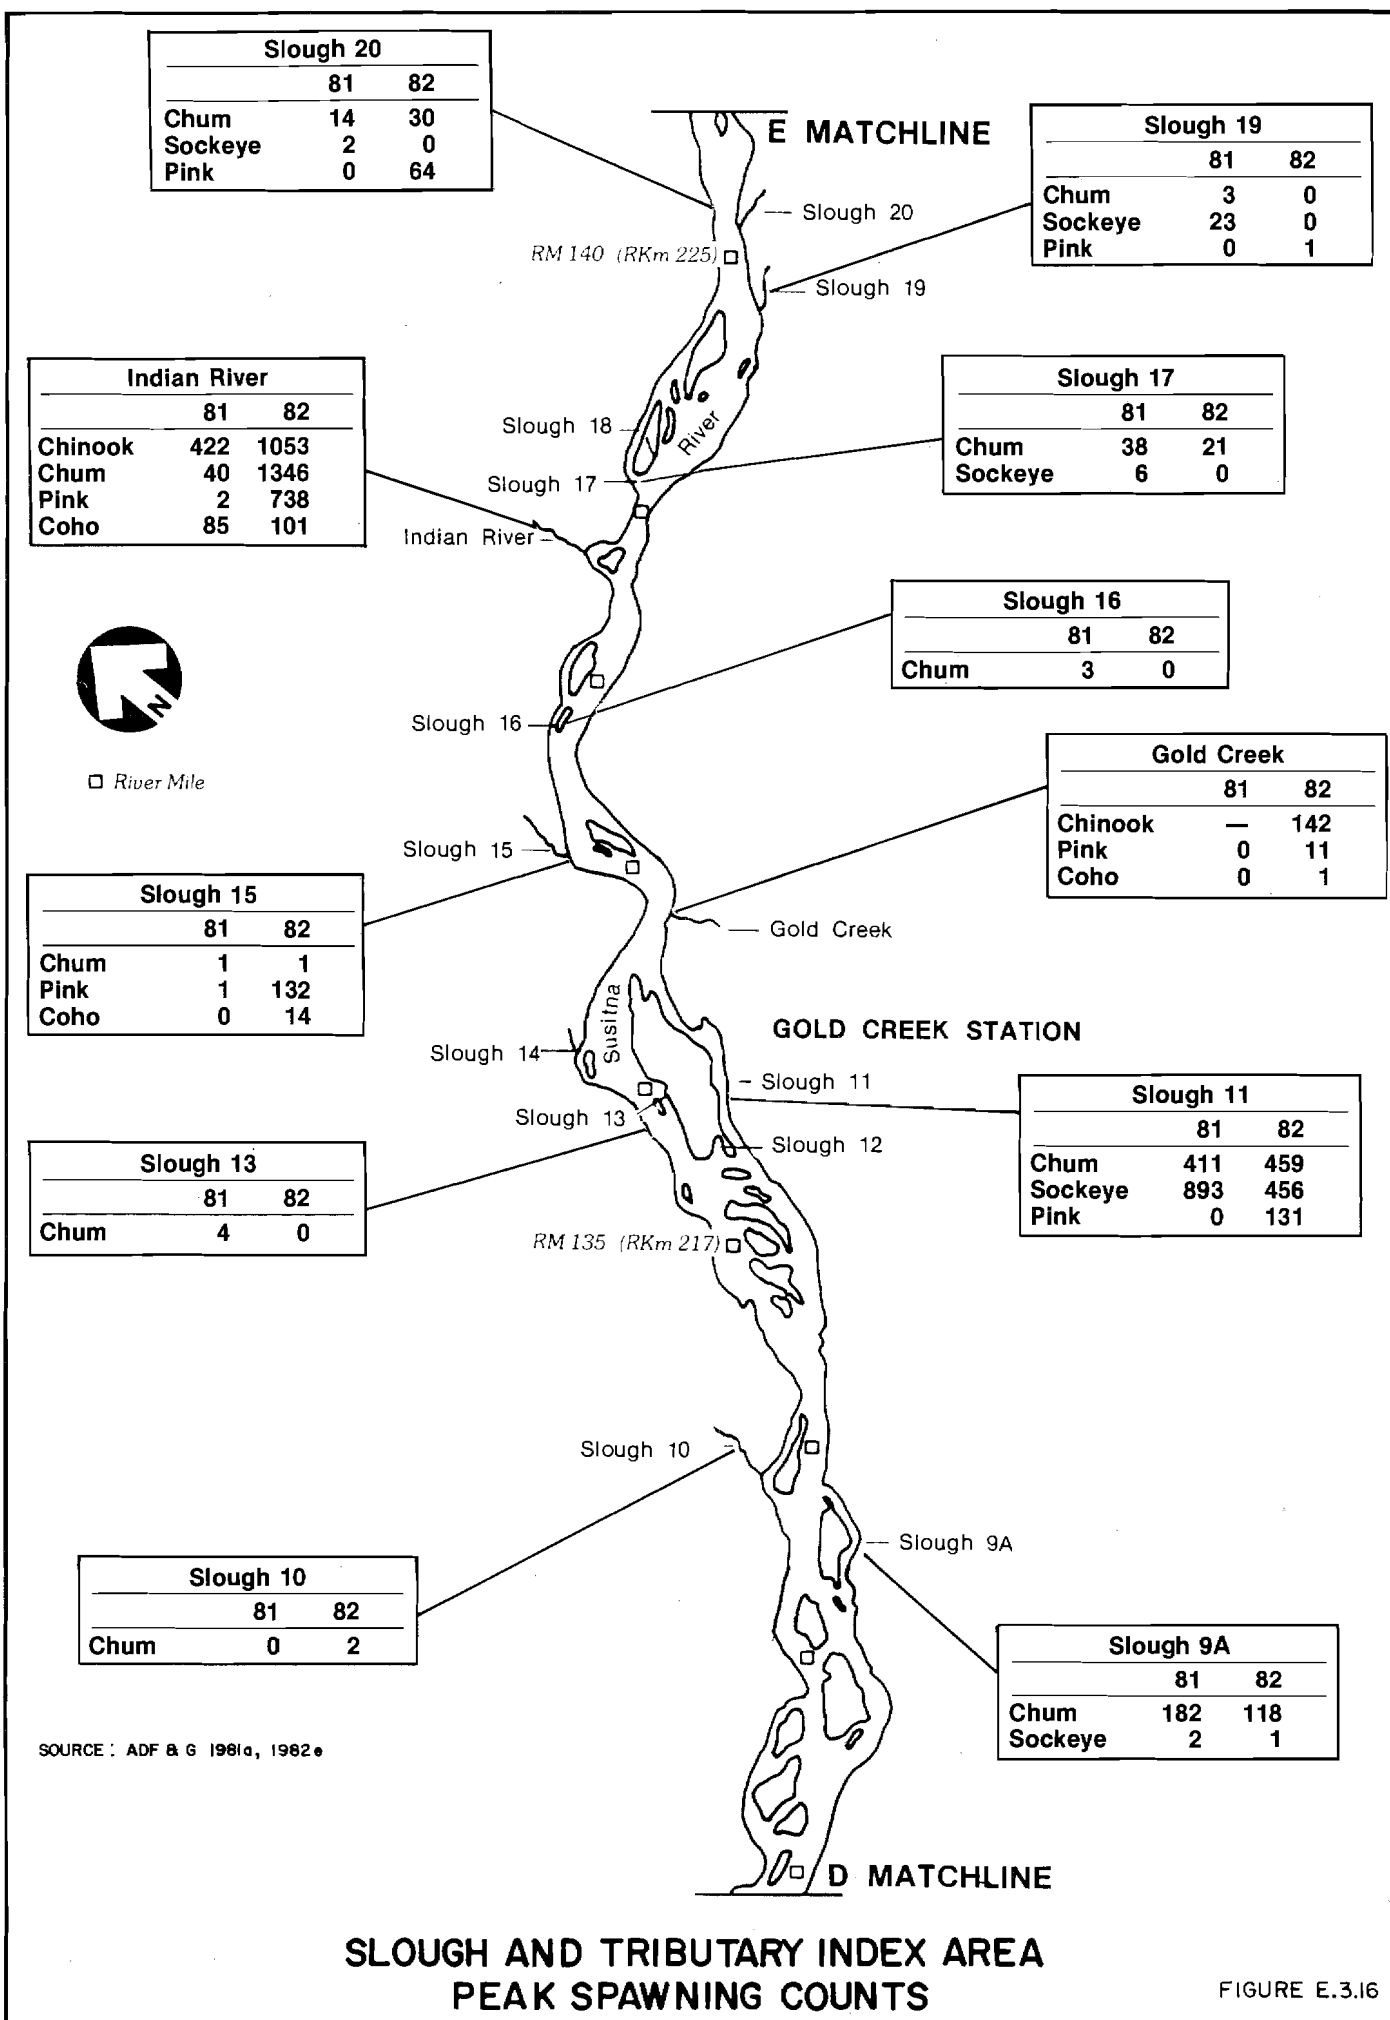 Slough 20
81 82
Chum 14 30
Sockeye 2 0
Pink 0 64
E MATCHLINE
Slough 19
81 82
Chum 3 0
Sockeye 23 0
Pink 0 1
Slough 20
RM 140 (RKm 225)
Slough 19
Indian River
81 82
Chinook 422 1053
Chum 40 1346
Pink 2 738
Coho 85 101
Slough 17
81 82
Chum 38 21
Sockeye 6 0
Slough 18
River
Slough 17
Indian River
Slough 16
81 82
Chum 3 0
N
River Mile
Slough 16
Gold Creek
81 82
Chinook — 142
Pink 0 11
Coho 0 1
Slough 15
Slough 15
81 82
Chum 1 1
Pink 1 132
Coho 0 14
Gold Creek
Susitna
GOLD CREEK STATION
Slough 14
Slough 11
Slough 11
81 82
Chum 411 459
Sockeye 893 456
Pink 0 131
Slough 13
Slough 12
Slough 13
81 82
Chum 4 0
RM 135 (RKm 217)
Slough 10
Slough 9A
Slough 10
81 82
Chum 0 2
Slough 9A
81 82
Chum 182 118
Sockeye 2 1
SOURCE: ADF & G 1981a, 1982e
D MATCHLINE
SLOUGH AND TRIBUTARY INDEX AREA
PEAK SPAWNING COUNTS
FIGURE E.3.16